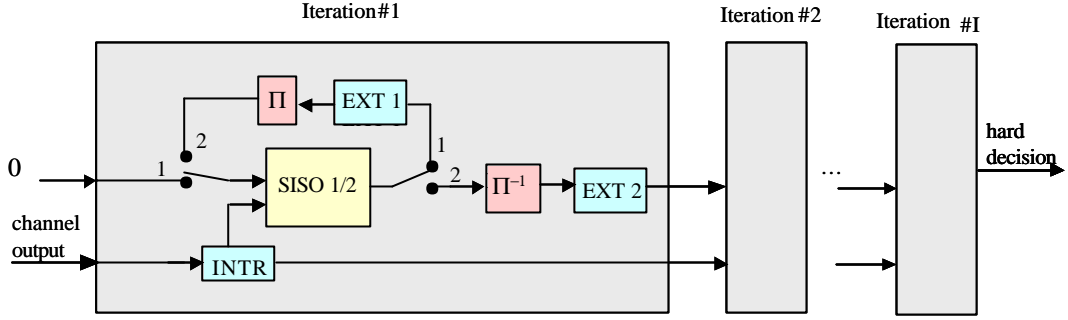 Iteration#1
Iteration #2
Iteration #I
Π
EXT 1
2
1
1
0
SISO 1/2
2
Π⁻¹
EXT 2
...
hard
decision
channel
output
INTR